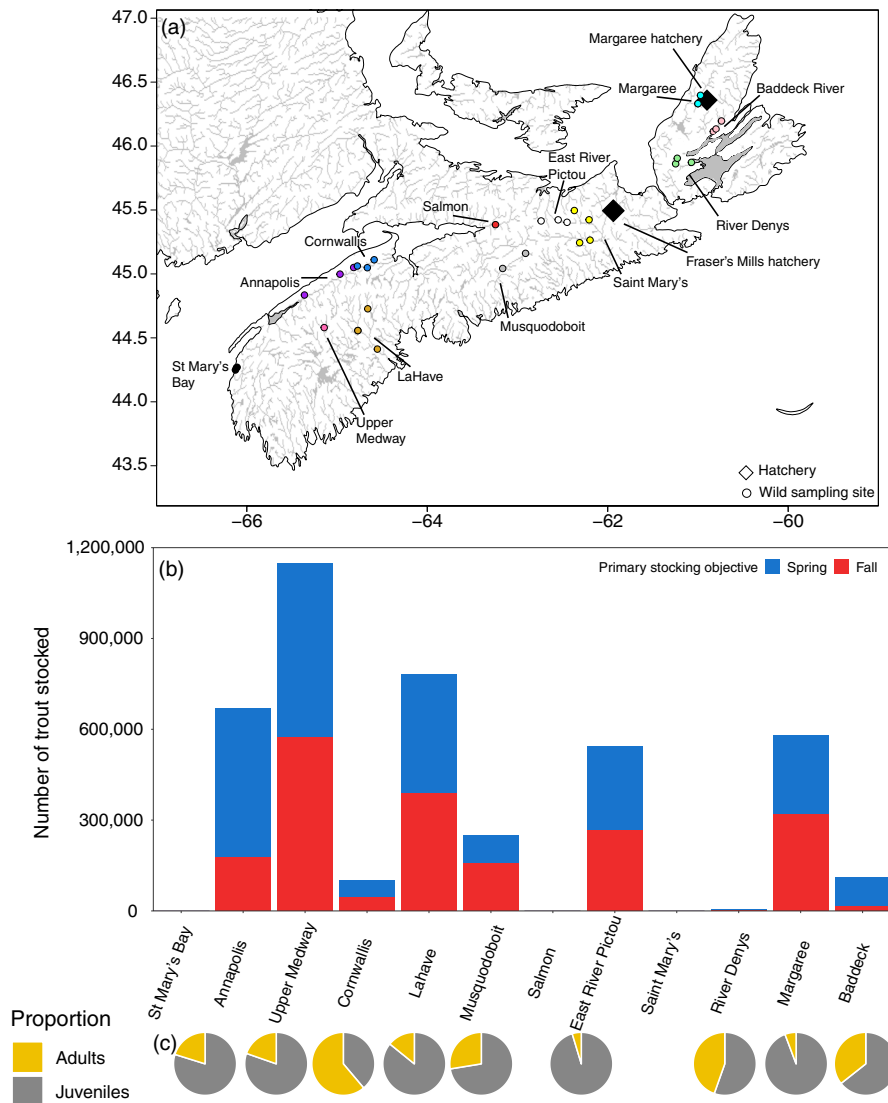 (a)
47.0
46.5
46.0
45.5
45.0
44.5
44.0
43.5
Margaree hatchery
Margaree
Baddeck River
East River
Pictou
Salmon
River Denys
Cornwallis
Fraser's Mills hatchery
Annapolis
Saint Mary's
Musquodoboit
St Mary's
Bay
LaHave
Upper
Medway
Hatchery
Wild sampling site
−66
−64
−62
−60
(b)
Primary stocking objective Spring Fall
Number of trout stocked
1,200,000
900,000
600,000
300,000
0
St Mary's Bay
Annapolis
Upper Medway
Cornwallis
Lahave
Musquodoboit
Salmon
East River Pictou
Saint Mary's
River Denys
Margaree
Baddeck
Proportion
Adults
Juveniles
(c)